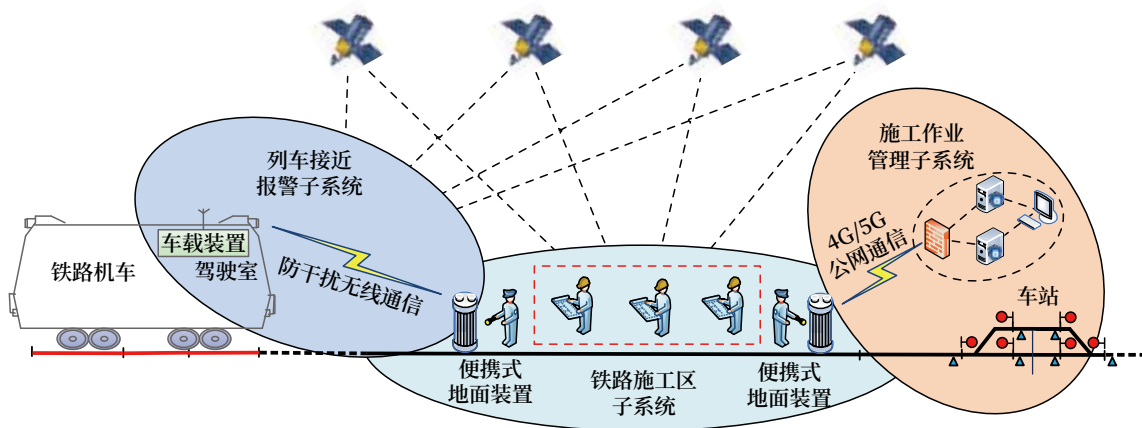 列车接近
报警子系统
施工作业
管理子系统
车载装置
驾驶室
铁路机车
防干扰无线通信
4G/5G
公网通信
车站
便携式
地面装置
铁路施工区
子系统
便携式
地面装置